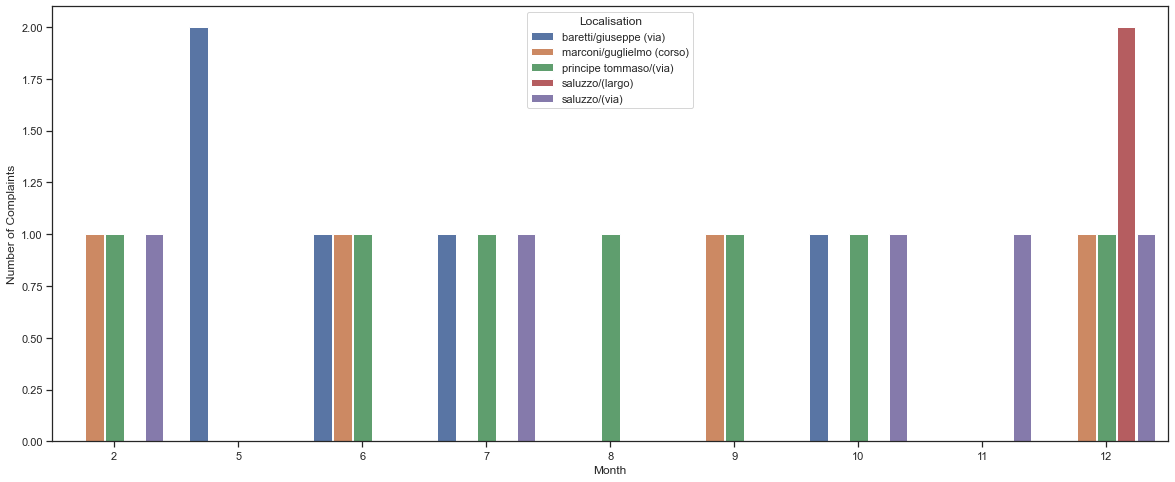 Localisation
baretti/giuseppe (via)
marconi/guglielmo (corso)
principe tommaso/(via)
saluzzo/(largo)
saluzzo/(via)
Number of Complaints
2.00
1.75
1.50
1.25
1.00
0.75
0.50
0.25
0.00
2 5 6 7 8 9 10 11 12
Month